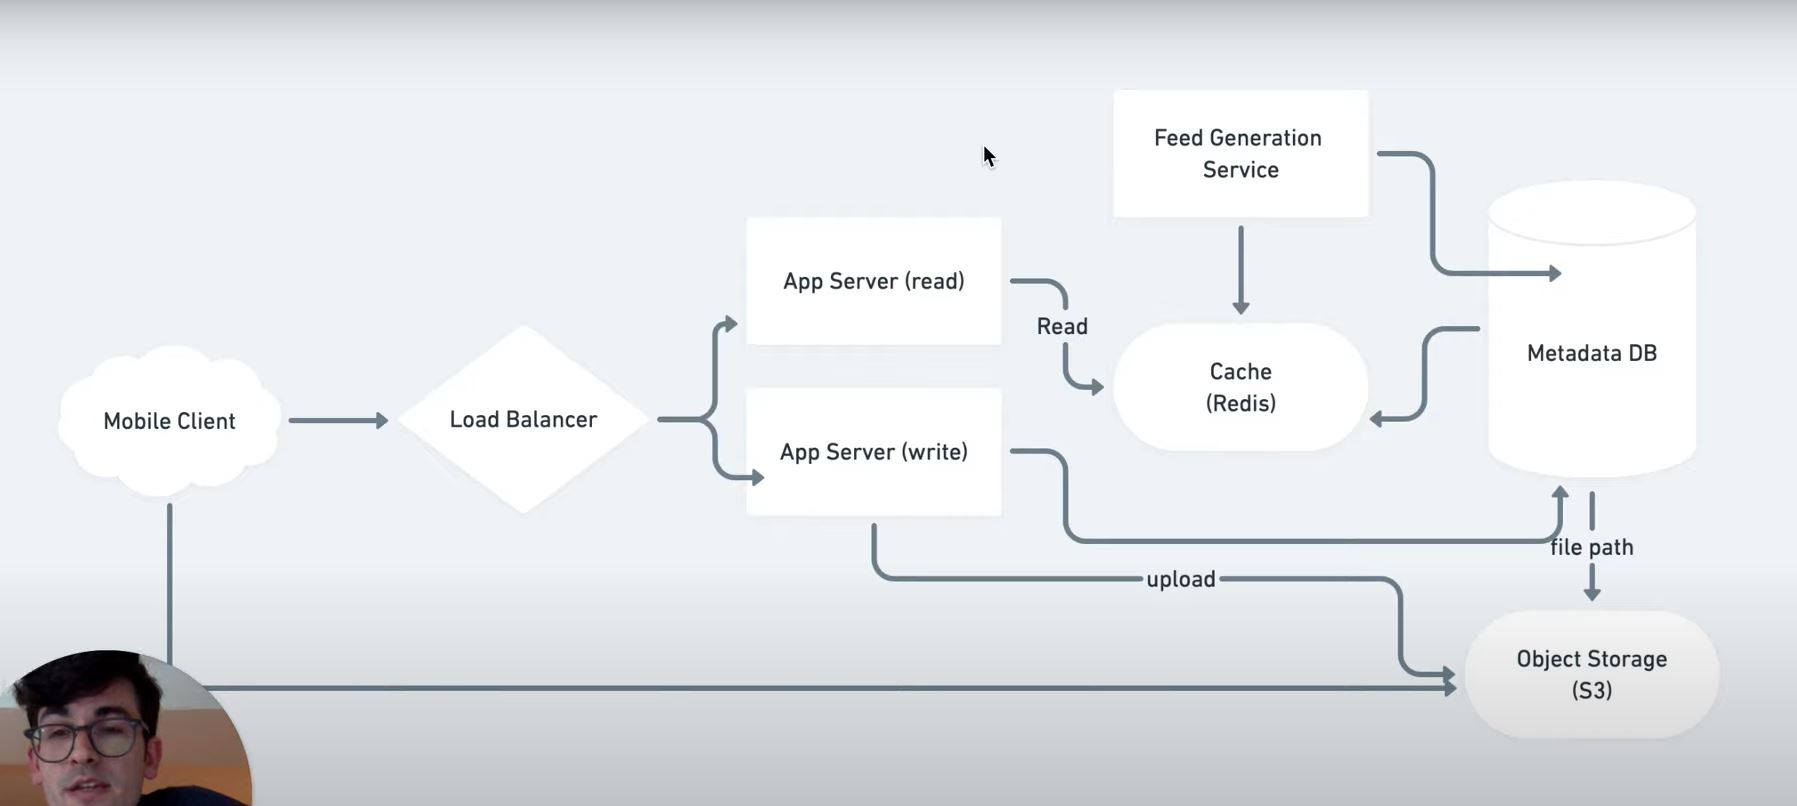 Feed Generation
Service
App Server (read)
Read
Metadata DB
Cache
(Redis)
Mobile Client
Load Balancer
App Server (write)
file path
upload
Object Storage
(S3)